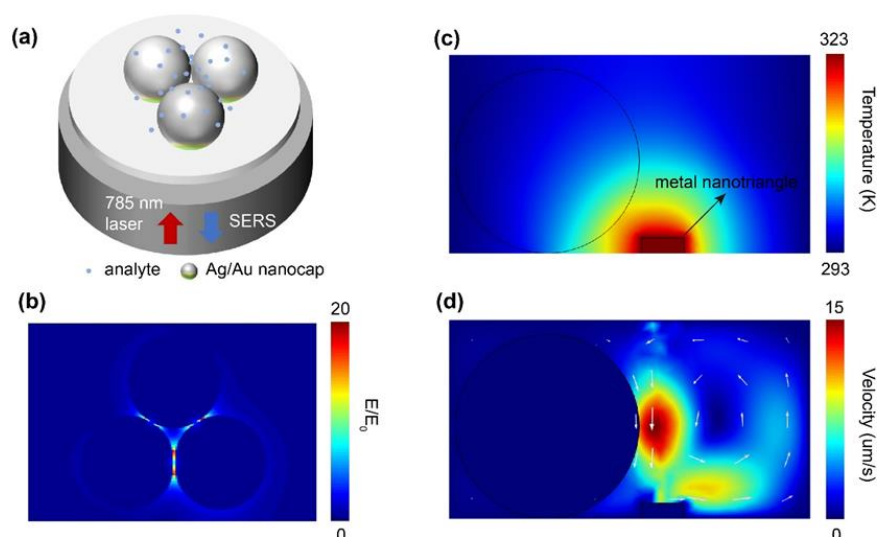 (a)
785 nm
laser
SERS
analyte
Ag/Au nanocap
(b)
20
E/E0
0
(c)
323
Temperature (K)
metal nanotriangle
293
(d)
15
Velocity (um/s)
0